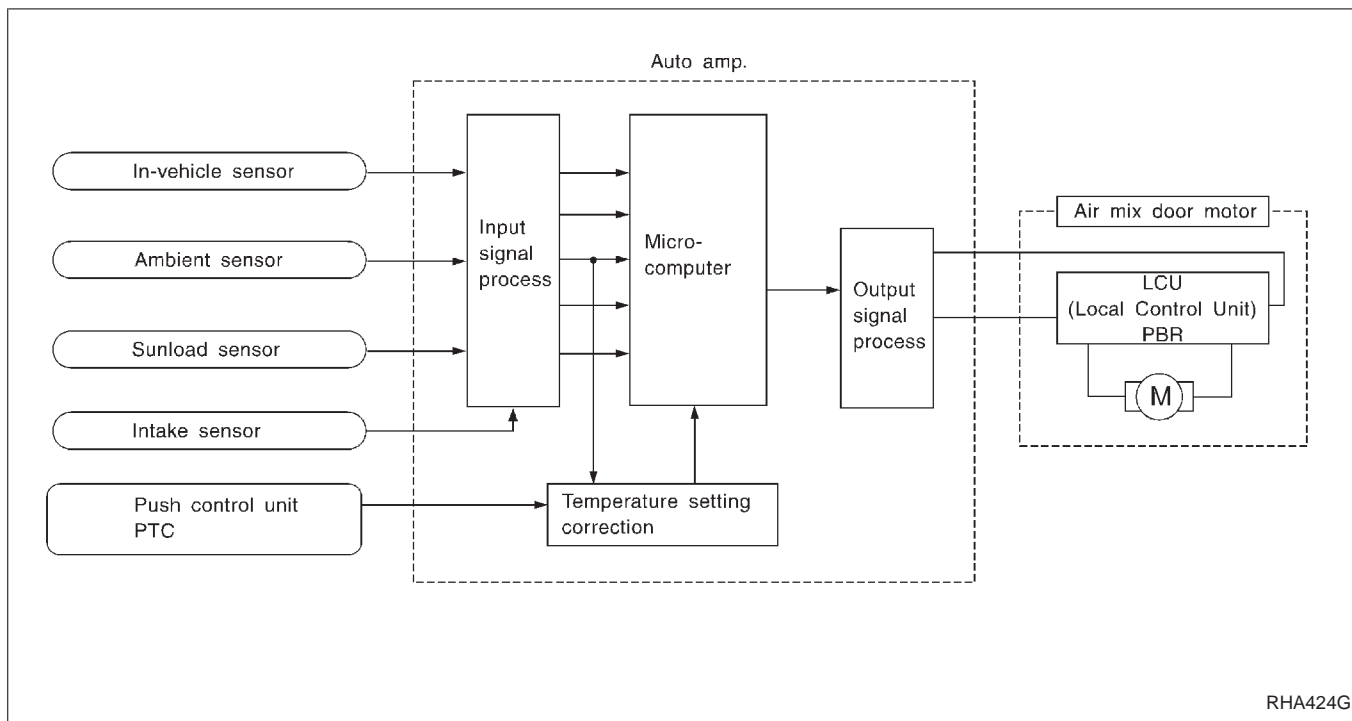 Auto amp.
In-vehicle sensor
Ambient sensor
Sunload sensor
Intake sensor
Push control unit
PTC
Input
signal
process
Micro-
computer
Temperature setting
correction
Output
signal
process
Air mix door motor
LCU
(Local Control Unit)
PBR
M
RHA424G